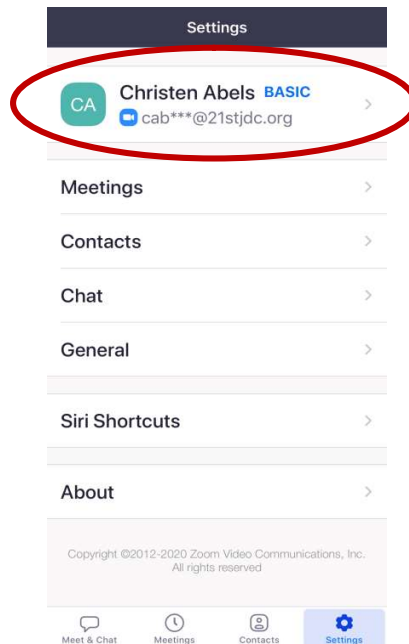 Settings
CA
Christen Abels BASIC
cab***@21stjdc.org
Meetings
Contacts
Chat
General
Siri Shortcuts
About
Copyright ©2012-2020 Zoom Video Communications, Inc.
All rights reserved
Meet & Chat Meetings Contacts Settings